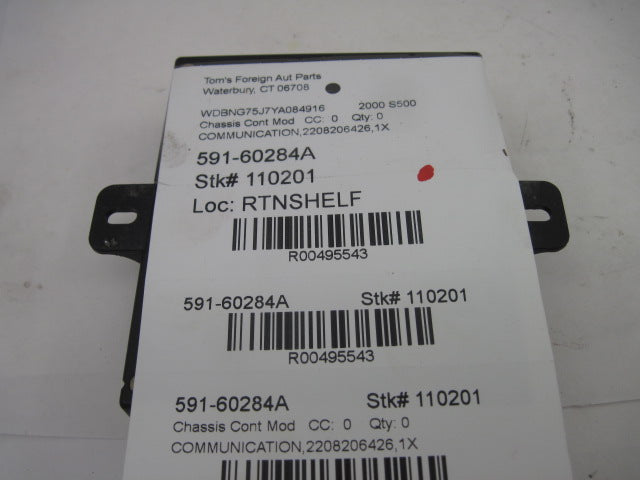 Tom's Foreign Aut Parts
Waterbury, CT 06708
WDBNG75J7YA084916 2000 S500
Chassis Cont Mod CC: 0 Qty: 0
COMMUNICATION,2208206426,1X
591-60284A
Stk# 110201
Loc: RTNSHELF
R00495543
591-60284A Stk# 110201
R00495543
591-60284A Stk# 110201
Chassis Cont Mod CC: 0 Qty: 0
COMMUNICATION,2208206426,1X